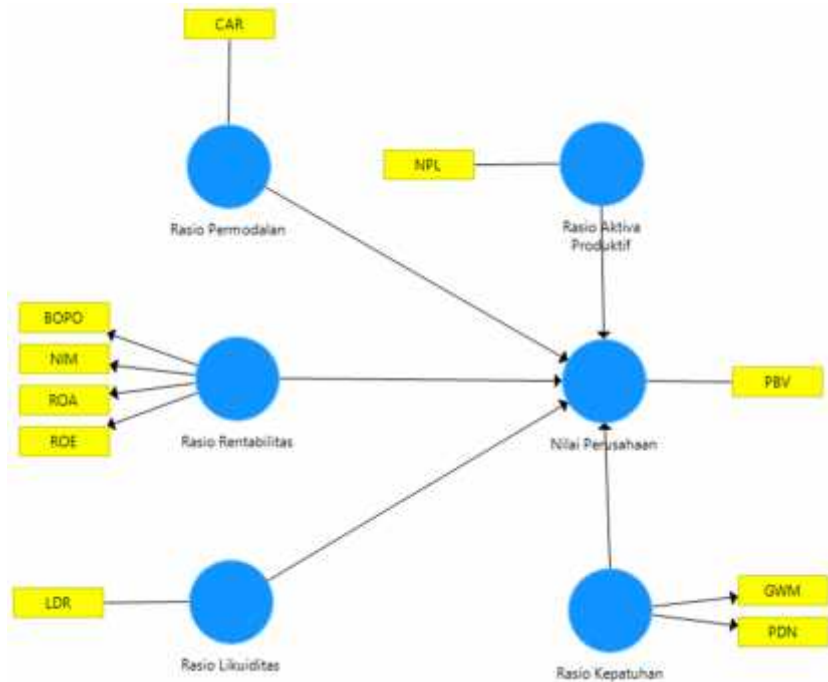 CAR
NPL
Rasio Permodalan
Rasio Aktiva
Produktif
BOPO
NIM
ROA
ROE
Rasio Rentabilitas
PBV
Nilai Perusahaan
LDR
Rasio Likuiditas
GWM
PDN
Rasio Kepatuhan